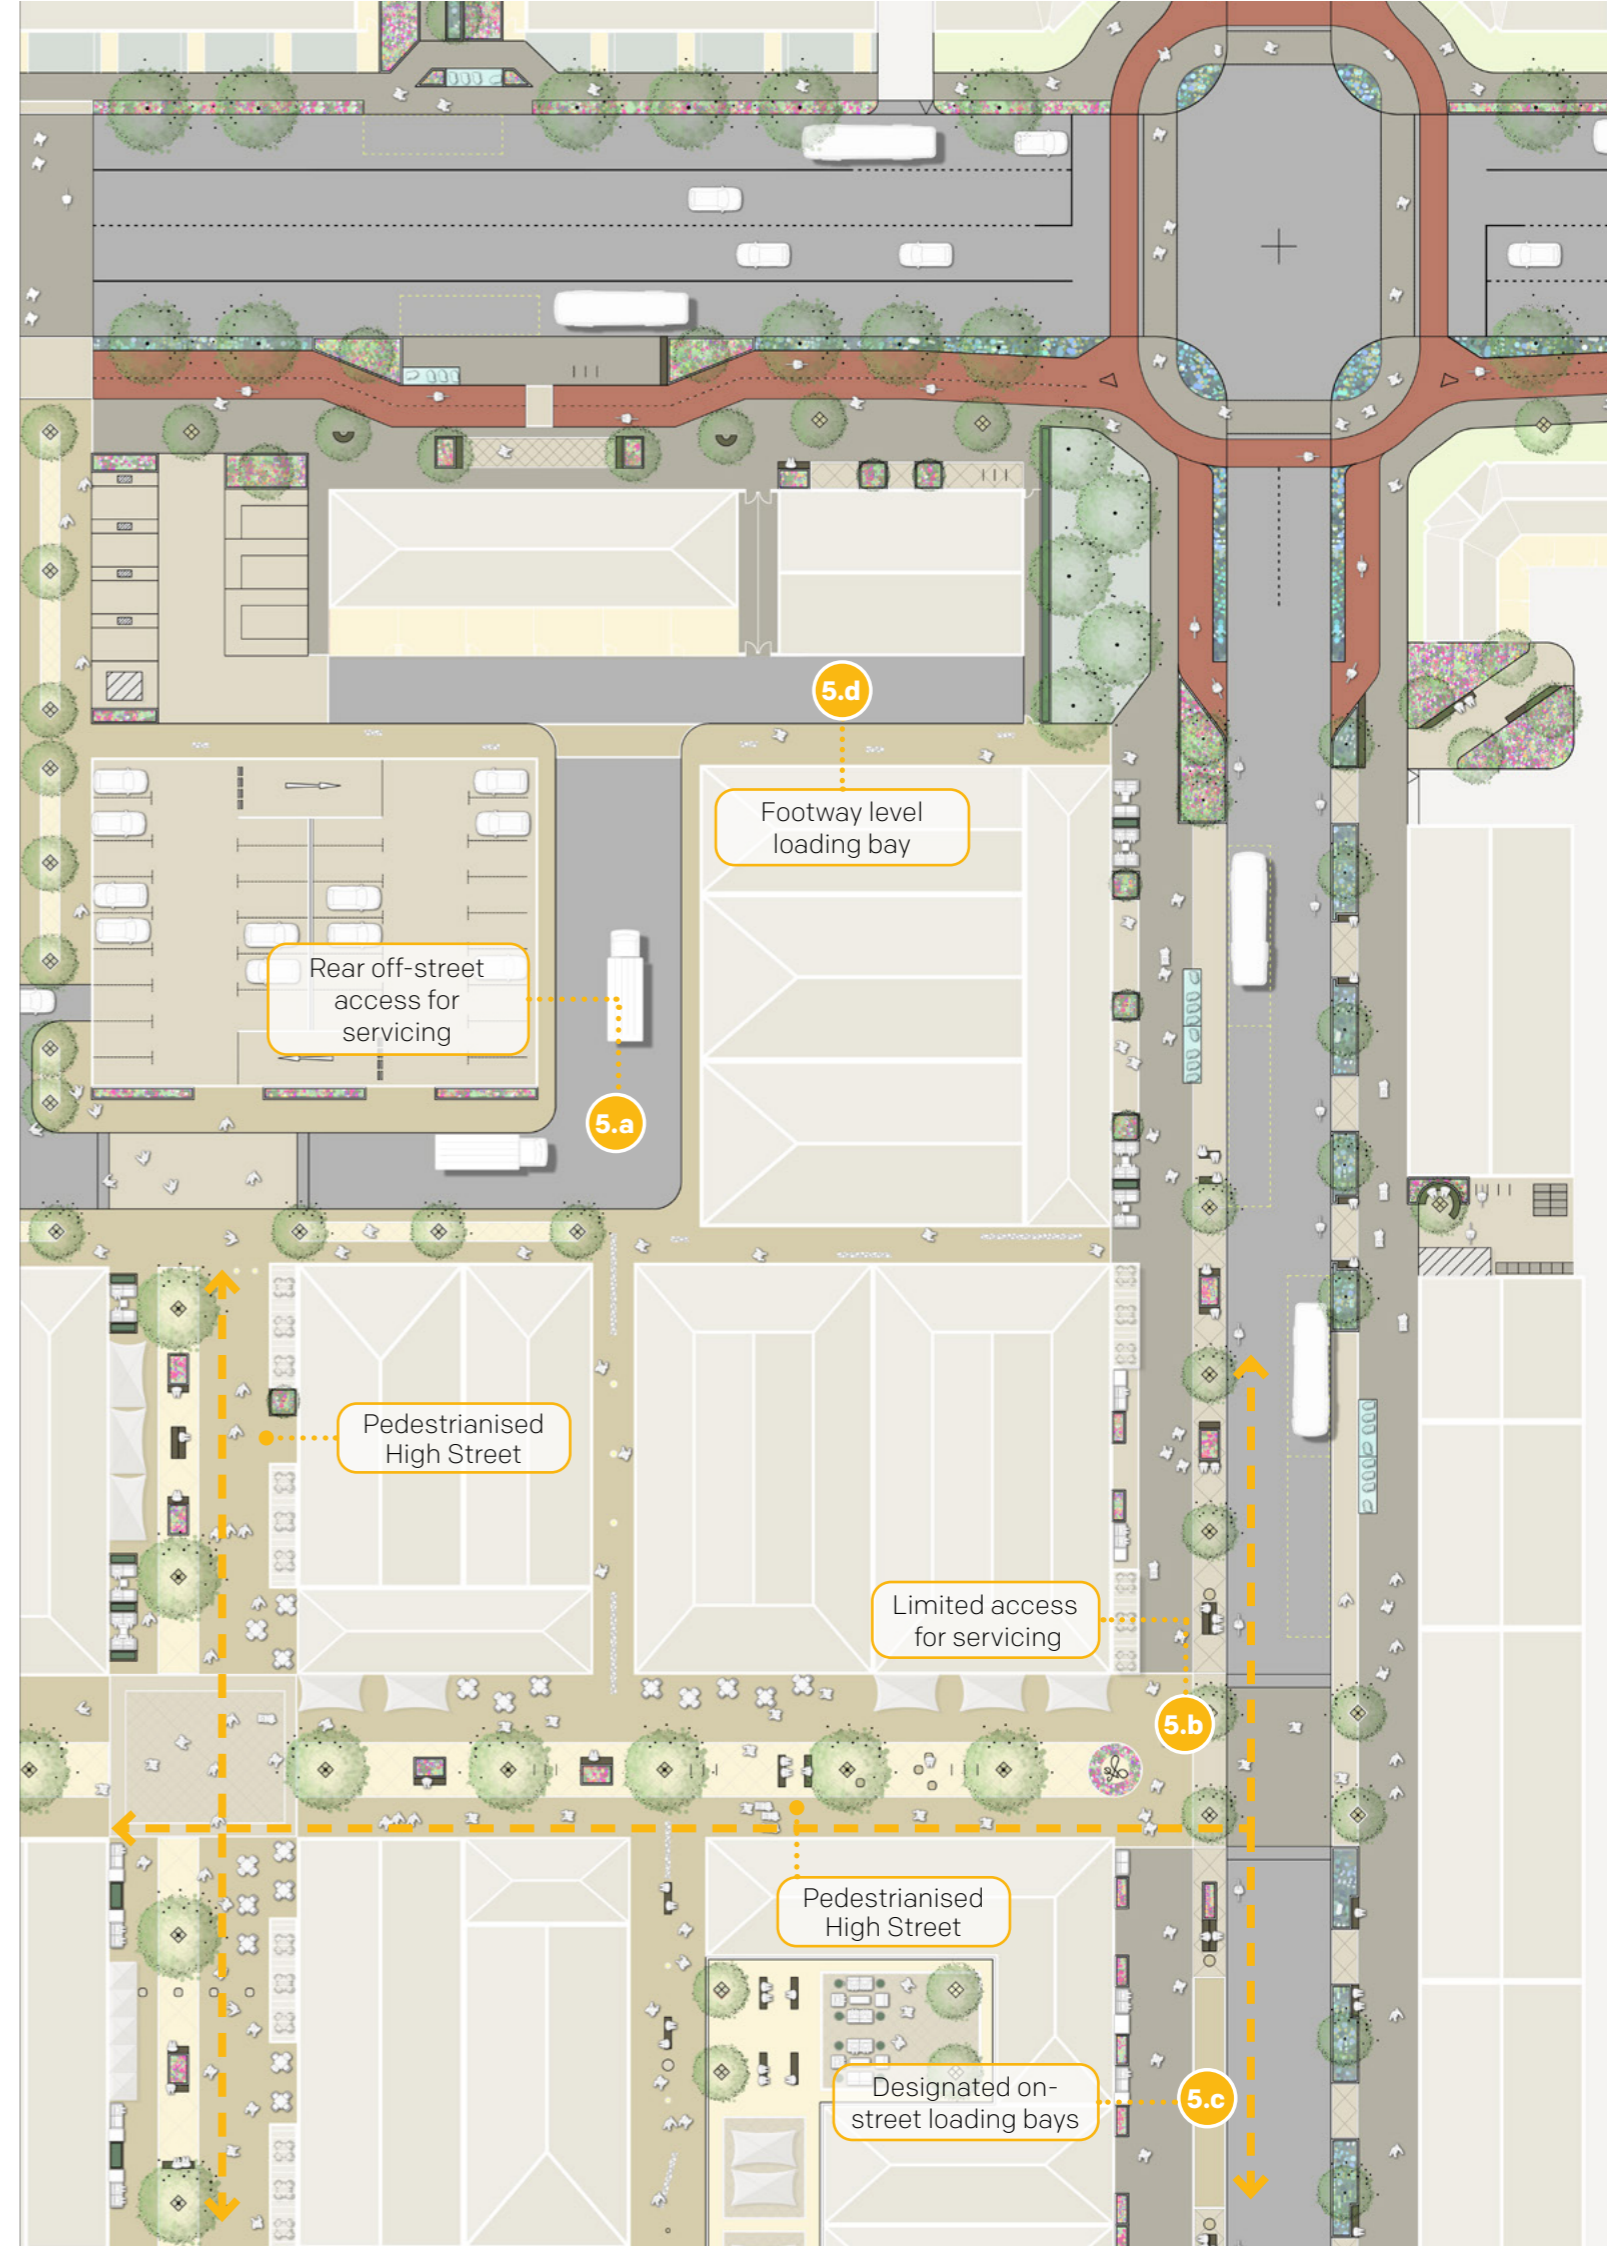 5.d
Footway level
loading bay
Rear off-street
access for
servicing
5.a
Pedestrianised
High Street
Limited access
for servicing
5.b
Pedestrianised
High Street
Designated on-
street loading bays
5.c